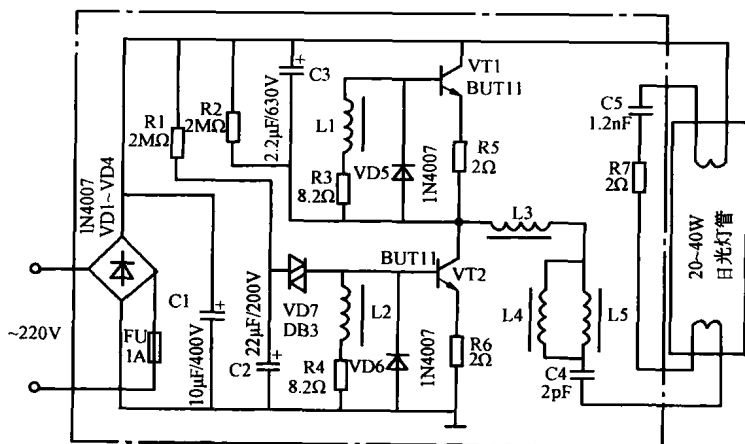 1N4007
VD1~VD4
~220V
FU
1A
C1
10μF/400V
R1
2MΩ
R2
2MΩ
2.2μF/630V
C3
L1
R3
8.2Ω
VD5
1N4007
VT1
BUT11
R5
2Ω
L3
BUT11
VT2
VD7
DB3
22μF/200V
C2
L2
R4
8.2Ω
VD6
1N4007
R6
2Ω
L4
L5
C4
2pF
C5
1.2nF
R7
2Ω
20~40W
日光灯管